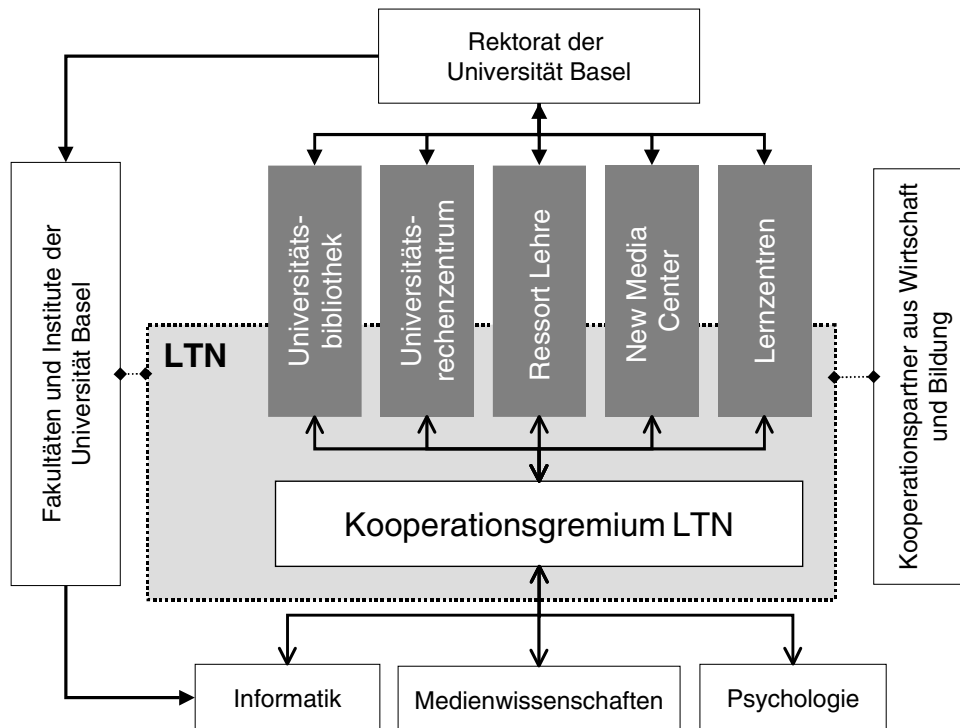 Rektorat der
Universität Basel
Fakultäten und Institute der
Universität Basel
Universitäts-
bibliothek
Universitäts-
rechenzentrum
Ressort Lehre
New Media
Center
Lernzentren
Kooperationspartner aus Wirtschaft
und Bildung
LTN
Kooperationsgremium LTN
Informatik
Medienwissenschaften
Psychologie